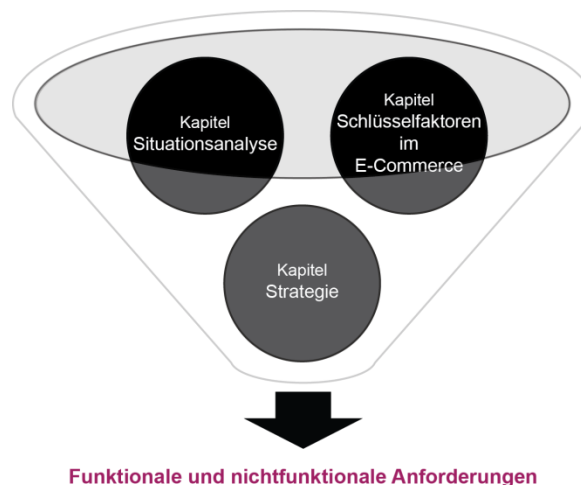 Kapitel
Situationsanalyse
Kapitel
Schlüsselfaktoren
im
E-Commerce
Kapitel
Strategie
Funktionale und nichtfunktionale Anforderungen